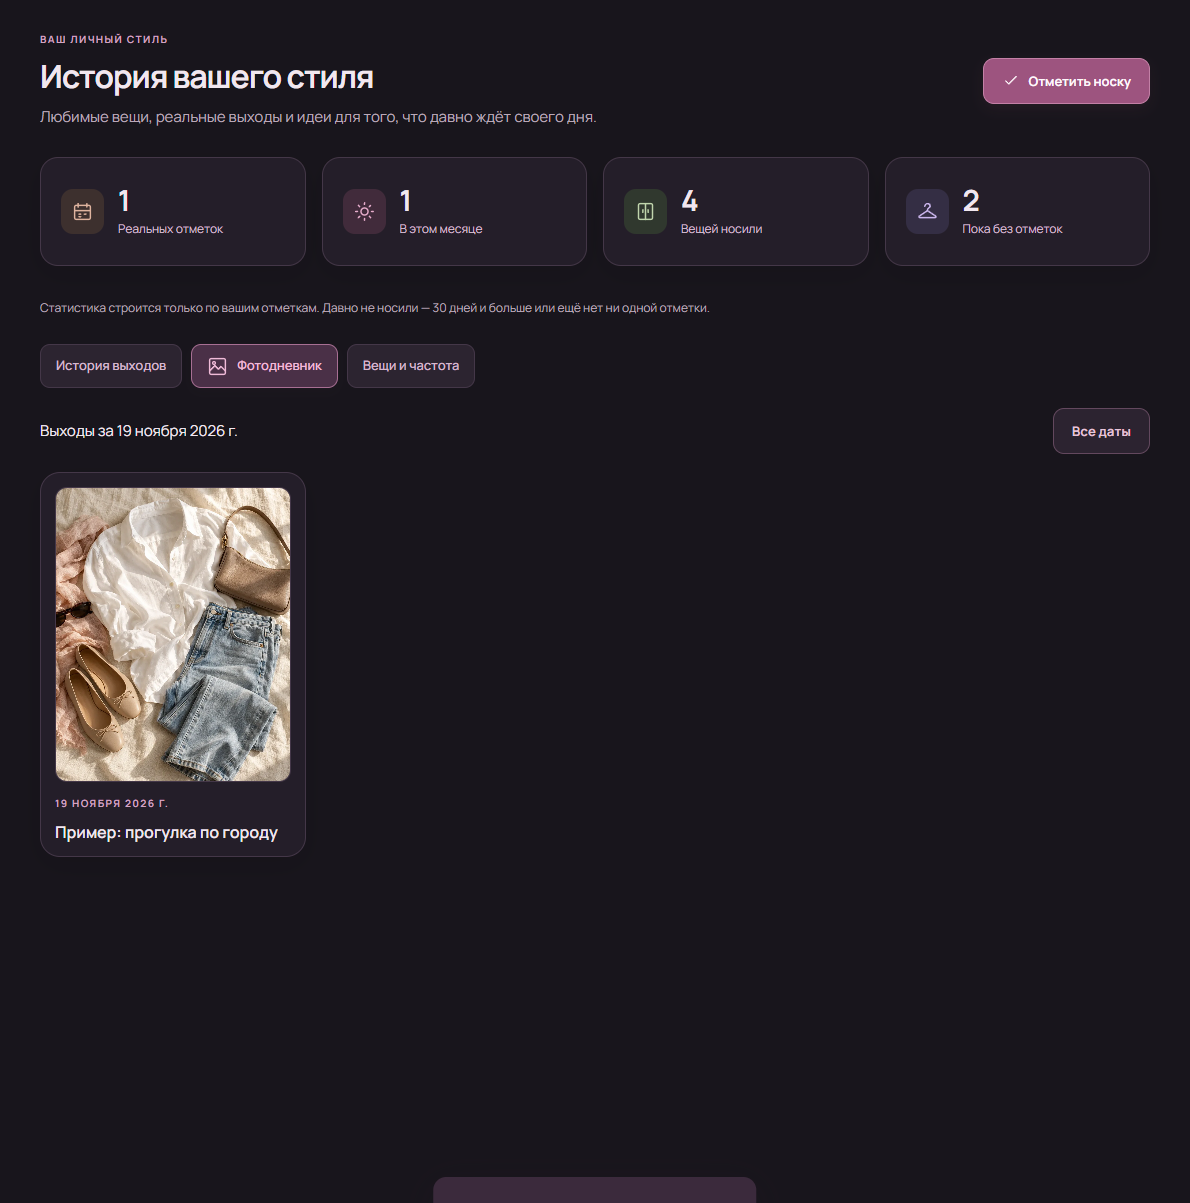 ВАШ ЛИЧНЫЙ СТИЛЬ
История вашего стиля
Отметить носку
Любимые вещи, реальные выходы и идеи для того, что давно ждёт своего дня.
1
Реальных отметок
1
В этом месяце
4
Вещей носили
2
Пока без отметок
Статистика строится только по вашим отметкам. Давно не носили — 30 дней и больше или ещё нет ни одной отметки.
История выходов
Фотодневник
Вещи и частота
Выходы за 19 ноября 2026 г.
Все даты
19 НОЯБРЯ 2026 Г.
Пример: прогулка по городу